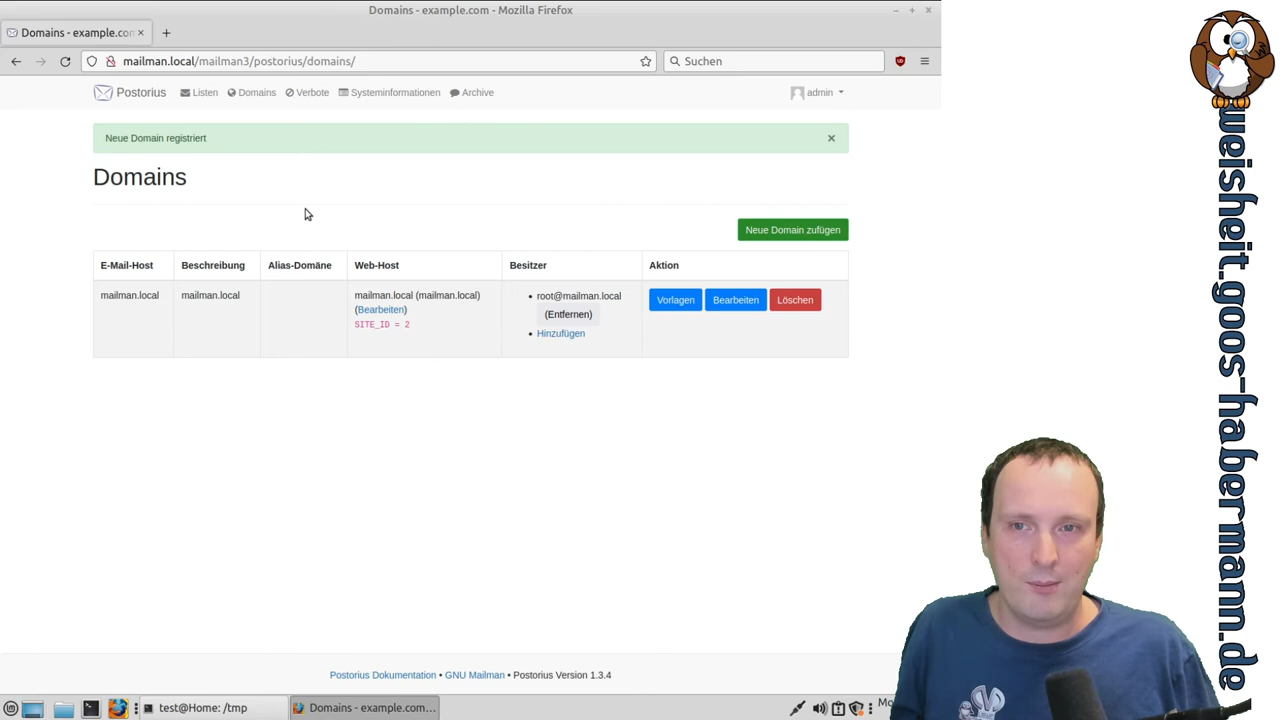 Domains - example.com - Mozilla Firefox
Domains - example.con
mailman.local/mailman3/postorius/domains/
Suchen
Postorius Listen Domains Verbote Systeminformationen Archive admin
Neue Domain registriert
Domains
Neue Domain zufügen
E-Mail-Host Beschreibung Alias-Domäne Web-Host Besitzer Aktion
mailman.local mailman.local mailman.local (mailman.local) root@mailman.local Vorlagen Bearbeiten Löschen
(Bearbeiten) (Entfernen)
SITE_ID = 2 Hinzufügen
Postorius Dokumentation • GNU Mailman • Postorius Version 1.3.4
test@Home: /tmp
Domains - example.com...
Mo
weisheit.goos-habermann.de